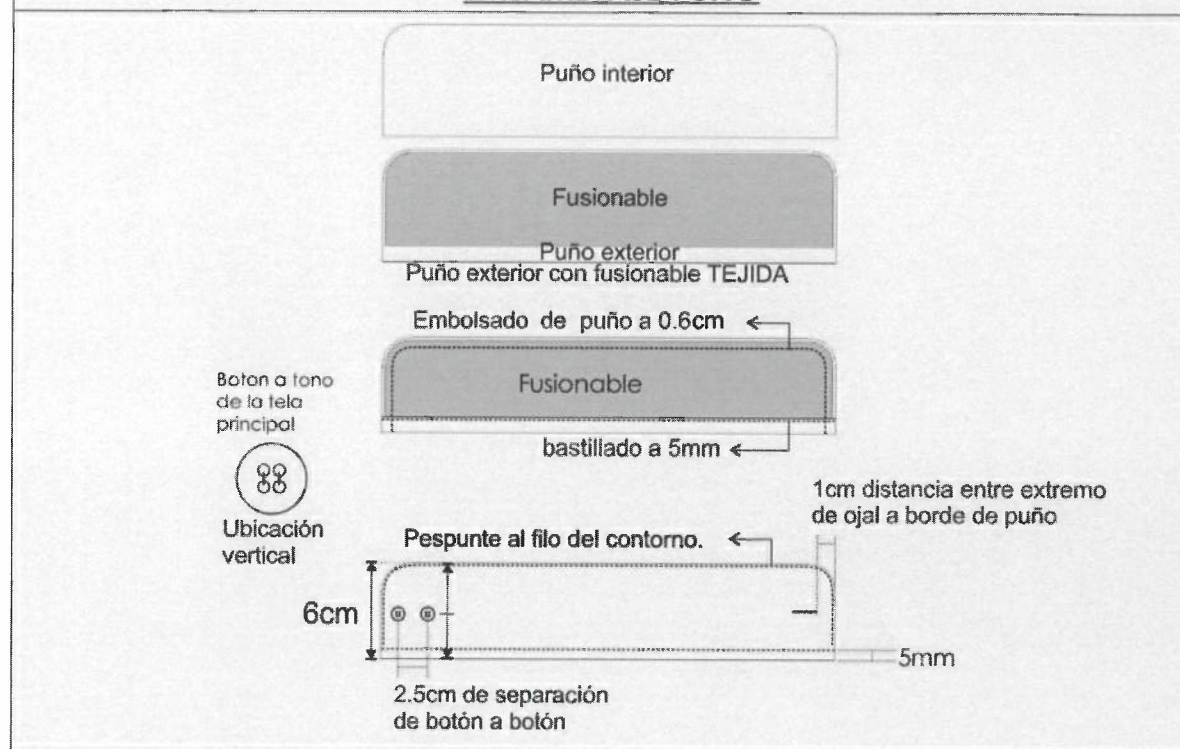 Puño interior
Fusionable
Puño exterior
Puño exterior con fusionable TEJIDA
Embolsado de puño a 0.6cm
Fusionable
Boton a tono
de la tela
principal
bastillado a 5mm
Ubicación
vertical
1cm distancia entre extremo
de ojal a borde de puño
Pespunte al filo del contorno.
6cm
5mm
2.5cm de separación
de botón a botón